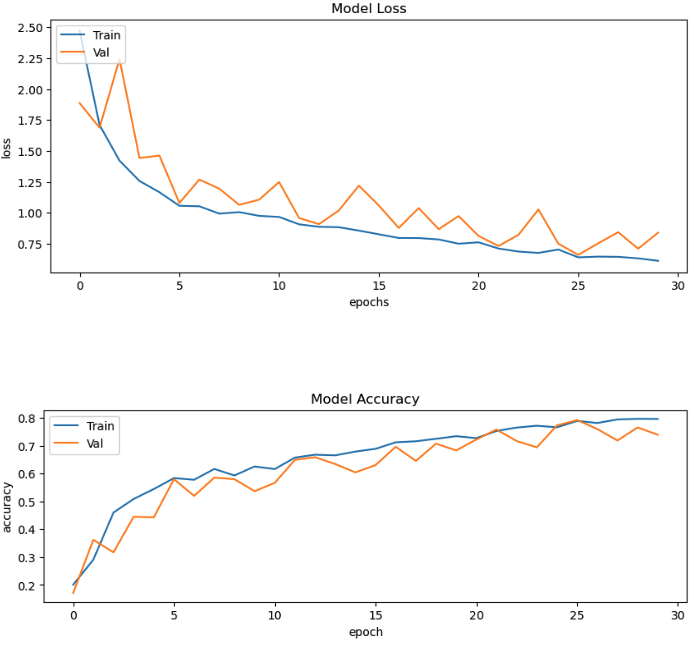 Model Loss
2.50
2.25
2.00
1.75
1.50
1.25
1.00
0.75
loss
Train
Val
0 5 10 15 20 25 30
epochs
Model Accuracy
0.8
0.7
0.6
0.5
0.4
0.3
0.2
accuracy
Train
Val
0 5 10 15 20 25 30
epoch